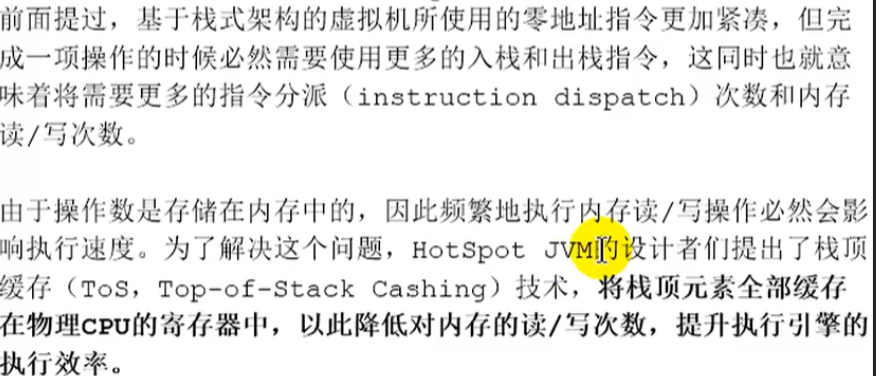 前面提过，基于栈式架构的虚拟机所使用的零地址指令更加紧凑，但完
成一项操作的时候必然需要使用更多的入栈和出栈指令，这同时也就意
味着将需要更多的指令分派（instruction dispatch）次数和内存
读/写次数。
由于操作数是存储在内存中的，因此频繁地执行内存读/写操作必然会影
响执行速度。为了解决这个问题，HotSpot JVM的设计者们提出了栈顶
缓存（ToS，Top-of-Stack Cashing）技术，将栈顶元素全部缓存
在物理CPU的寄存器中，以此降低对内存的读/写次数，提升执行引擎的
执行效率。